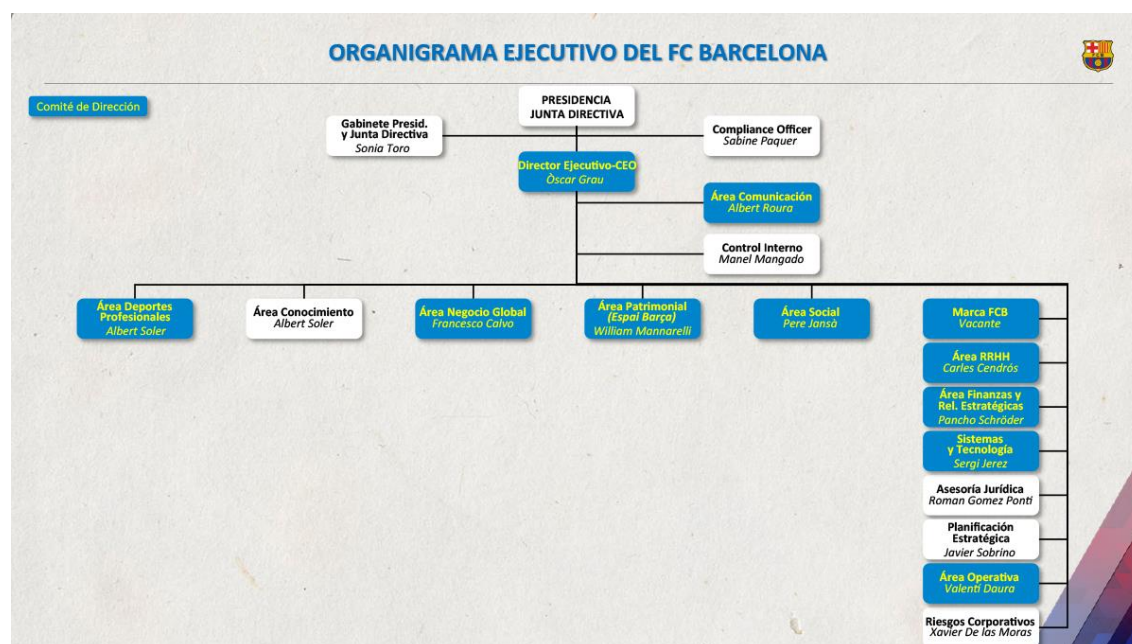 ORGANIGRAMA EJECUTIVO DEL FC BARCELONA
Comité de Dirección
PRESIDENCIA
JUNTA DIRECTIVA
Gabinete Presid.
y Junta Directiva
Sonia Toro
Compliance Officer
Sabine Paquer
Director Ejecutivo-CEO
Òscar Grau
Área Comunicación
Albert Roura
Control Interno
Manel Mangado
Área Deportes
Profesionales
Albert Soler
Área Conocimiento
Albert Soler
Área Negocio Global
Francesco Calvo
Área Patrimonial
(Espai Barça)
William Mannarelli
Área Social
Pere Jansà
Marca FCB
Vacante
Área RRHH
Carles Cendrós
Área Finanzas y
Rel. Estratégicas
Pancho Schröder
Sistemas
y Tecnología
Sergi Jerez
Asesoría Jurídica
Roman Gomez Ponti
Planificación
Estratégica
Javier Sobrino
Área Operativa
Valentí Daura
Riesgos Corporativos
Xavier De las Moras